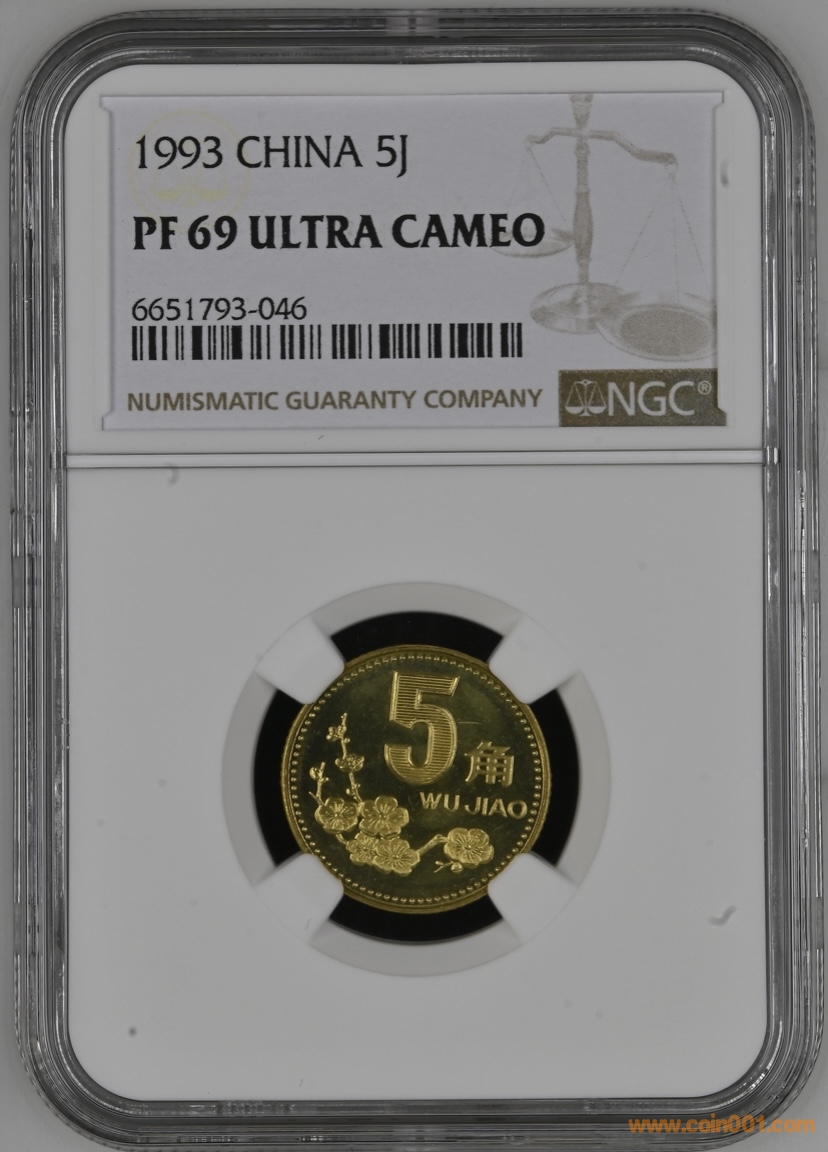 1993 CHINA 5J
PF 69 ULTRA CAMEO
6651793-046
NUMISMATIC GUARANTY COMPANY
NGC®
5角
WU JIAO
www.coin001.com